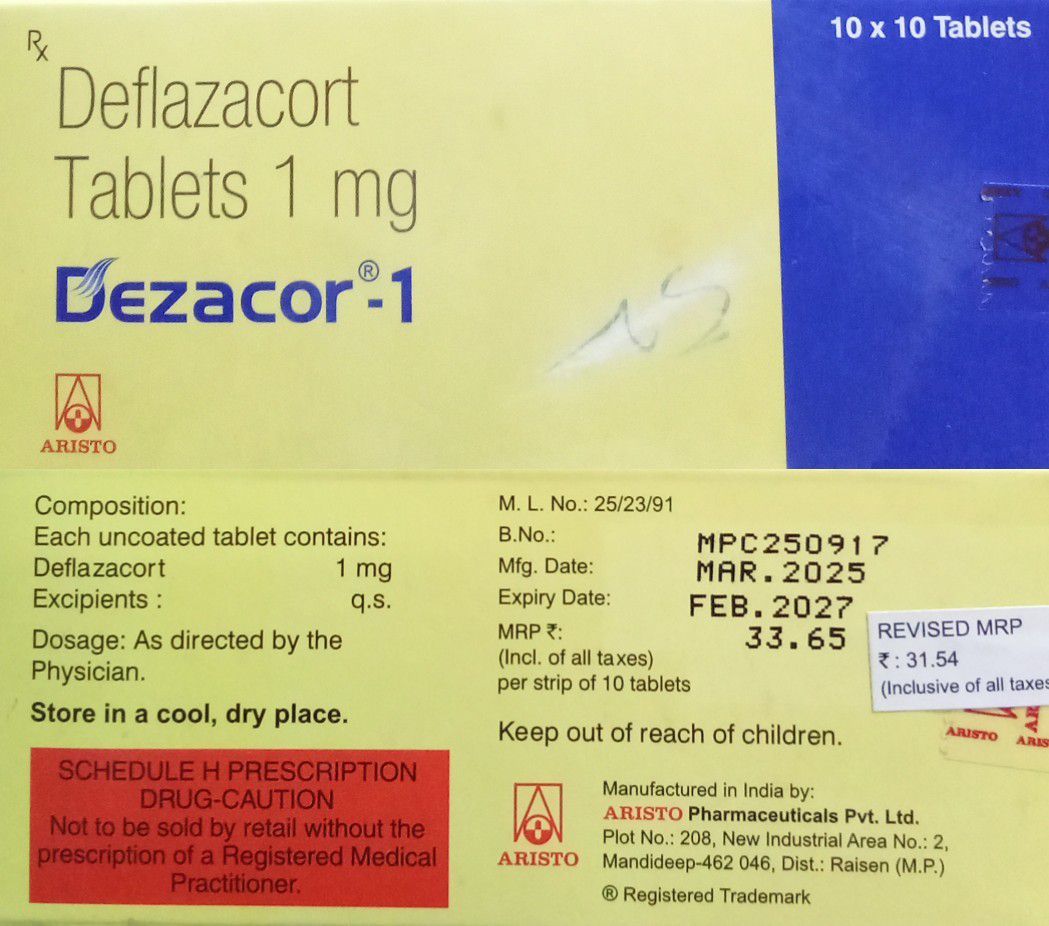 Rx
10 x 10 Tablets
Deflazacort
Tablets 1 mg
DEZACOR®-1
ARISTO
Composition:
Each uncoated tablet contains:
Deflazacort 1 mg
Excipients : q.s.
Dosage: As directed by the
Physician.
Store in a cool, dry place.
SCHEDULE H PRESCRIPTION
DRUG-CAUTION
Not to be sold by retail without the
prescription of a Registered Medical
Practitioner.
M. L. No.: 25/23/91
B.No.: MPC250917
Mfg. Date: MAR.2025
Expiry Date: FEB.2027
MRP ₹: 33.65
(Incl. of all taxes)
per strip of 10 tablets
REVISED MRP
₹ : 31.54
(Inclusive of all taxes
ARISTO
Keep out of reach of children.
ARISTO
Manufactured in India by:
ARISTO Pharmaceuticals Pvt. Ltd.
Plot No.: 208, New Industrial Area No.: 2,
Mandideep-462 046, Dist.: Raisen (M.P.)
® Registered Trademark